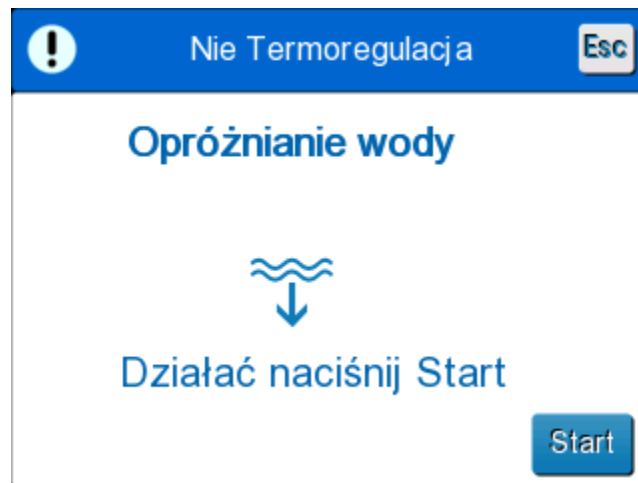 Nie Termoregulacja
Esc
Opróżnianie wody
Działać naciśnij Start
Start